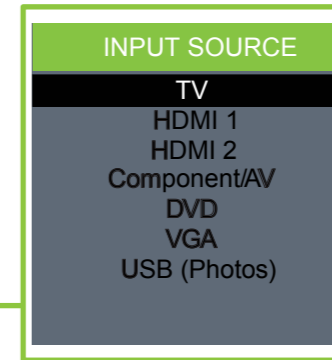 INPUT SOURCE
TV
HDMI 1
HDMI 2
Component/AV
DVD
VGA
USB (Photos)